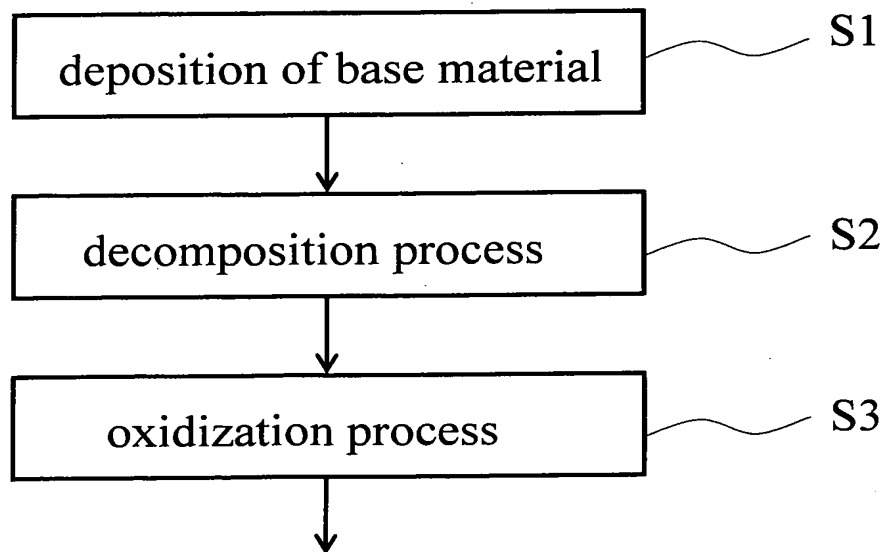 deposition of base material
S1
decomposition process
S2
oxidization process
S3